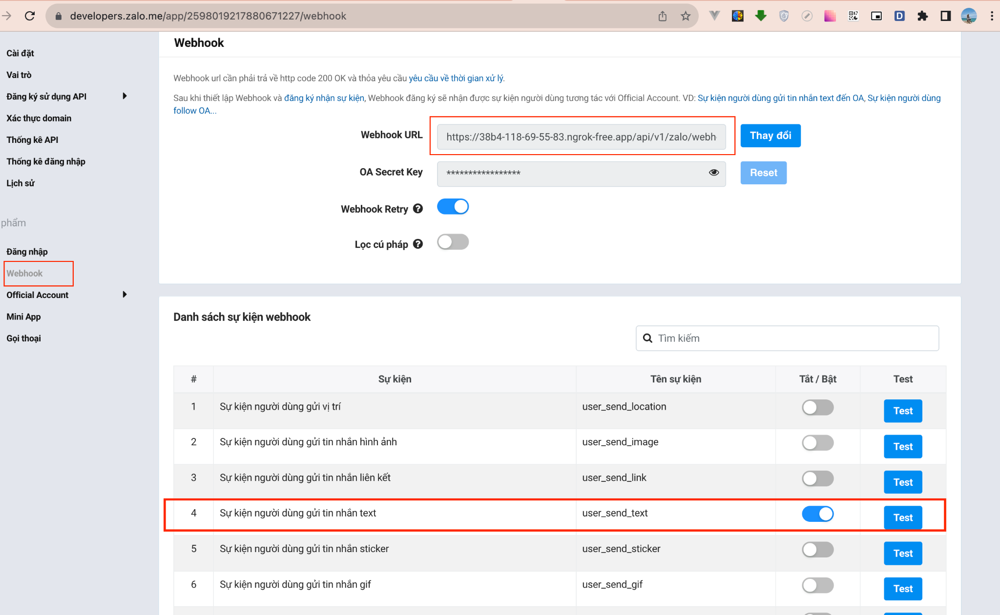 developers.zalo.me/app/2598019217880671227/webhook
Cài đặt
Vai trò
Đăng ký sử dụng API
Xác thực domain
Thống kê API
Thống kê đăng nhập
Lịch sử
phẩm
Đăng nhập
Webhook
Official Account
Mini App
Gọi thoại
Webhook
Webhook url cần phải trả về http code 200 OK và thỏa yêu cầu yêu cầu về thời gian xử lý.
Sau khi thiết lập Webhook và đăng ký nhận sự kiện, Webhook đăng ký sẽ nhận được sự kiện người dùng tương tác với Official Account. VD: Sự kiện người dùng gửi tin nhắn text đến OA, Sự kiện người dùng
follow OA...
Webhook URL https://38b4-118-69-55-83.ngrok-free.app/api/v1/zalo/webh Thay đổi
OA Secret Key ***************** Reset
Webhook Retry ?
Lọc cú pháp ?
Danh sách sự kiện webhook
Tìm kiếm
# Sự kiện Tên sự kiện Tắt / Bật Test
1 Sự kiện người dùng gửi vị trí user_send_location Test
2 Sự kiện người dùng gửi tin nhắn hình ảnh user_send_image Test
3 Sự kiện người dùng gửi tin nhắn liên kết user_send_link Test
4 Sự kiện người dùng gửi tin nhắn text user_send_text Test
5 Sự kiện người dùng gửi tin nhắn sticker user_send_sticker Test
6 Sự kiện người dùng gửi tin nhắn gif user_send_gif Test